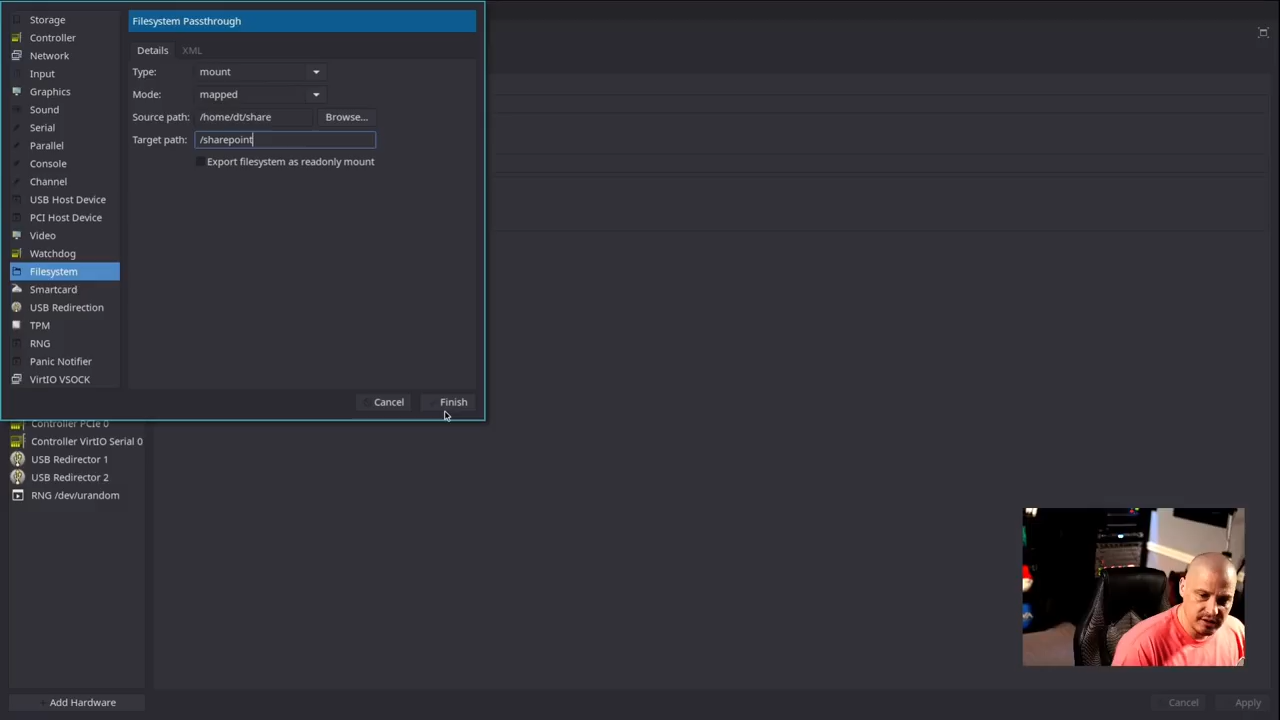 Storage
Controller
Network
Input
Graphics
Sound
Serial
Parallel
Console
Channel
USB Host Device
PCI Host Device
Video
Watchdog
Filesystem
Smartcard
USB Redirection
TPM
RNG
Panic Notifier
VirtIO VSOCK
Filesystem Passthrough
Details XML
Type: mount
Mode: mapped
Source path: /home/dt/share Browse...
Target path: /sharepoint
Export filesystem as readonly mount
Cancel Finish
Controller PCIe 0
Controller VirtIO Serial 0
USB Redirector 1
USB Redirector 2
RNG /dev/urandom
Add Hardware
Cancel Apply